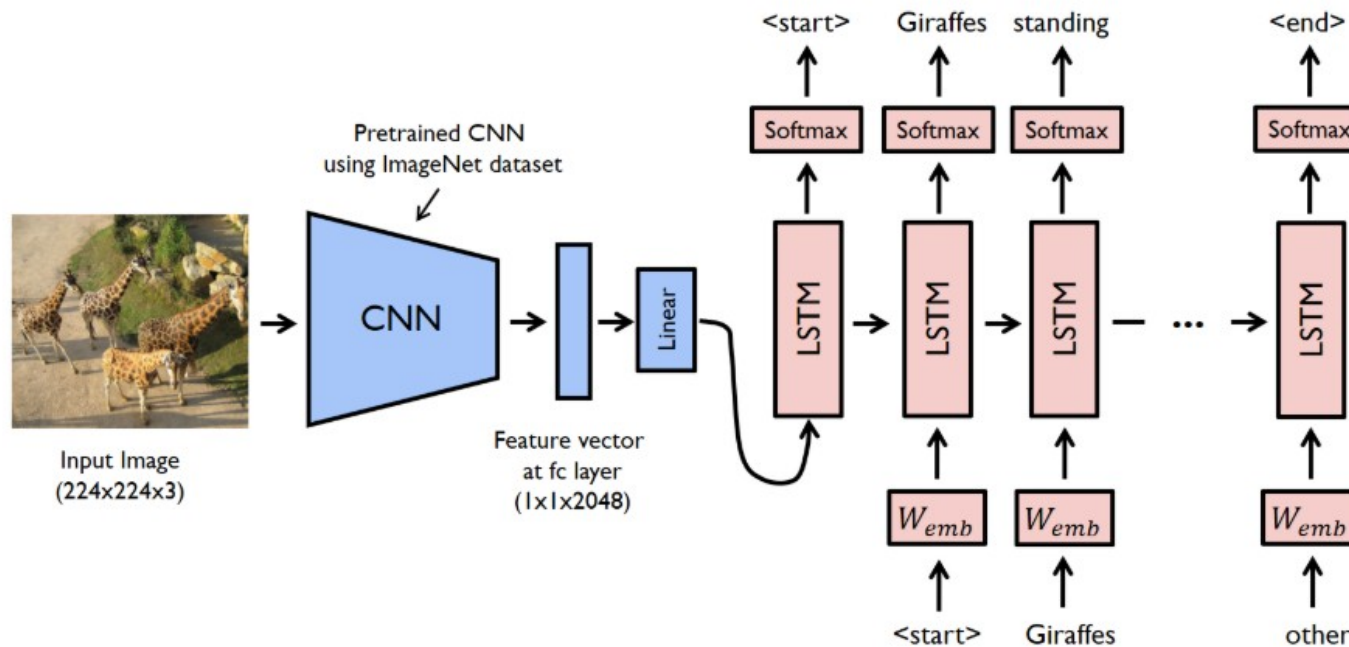 <start> Giraffes standing <end>
Softmax Softmax Softmax Softmax
Pretrained CNN
using ImageNet dataset
CNN
Linear
LSTM LSTM LSTM ... LSTM
Input Image
(224x224x3)
Feature vector
at fc layer
(1x1x2048)
W_emb W_emb W_emb
<start> Giraffes other